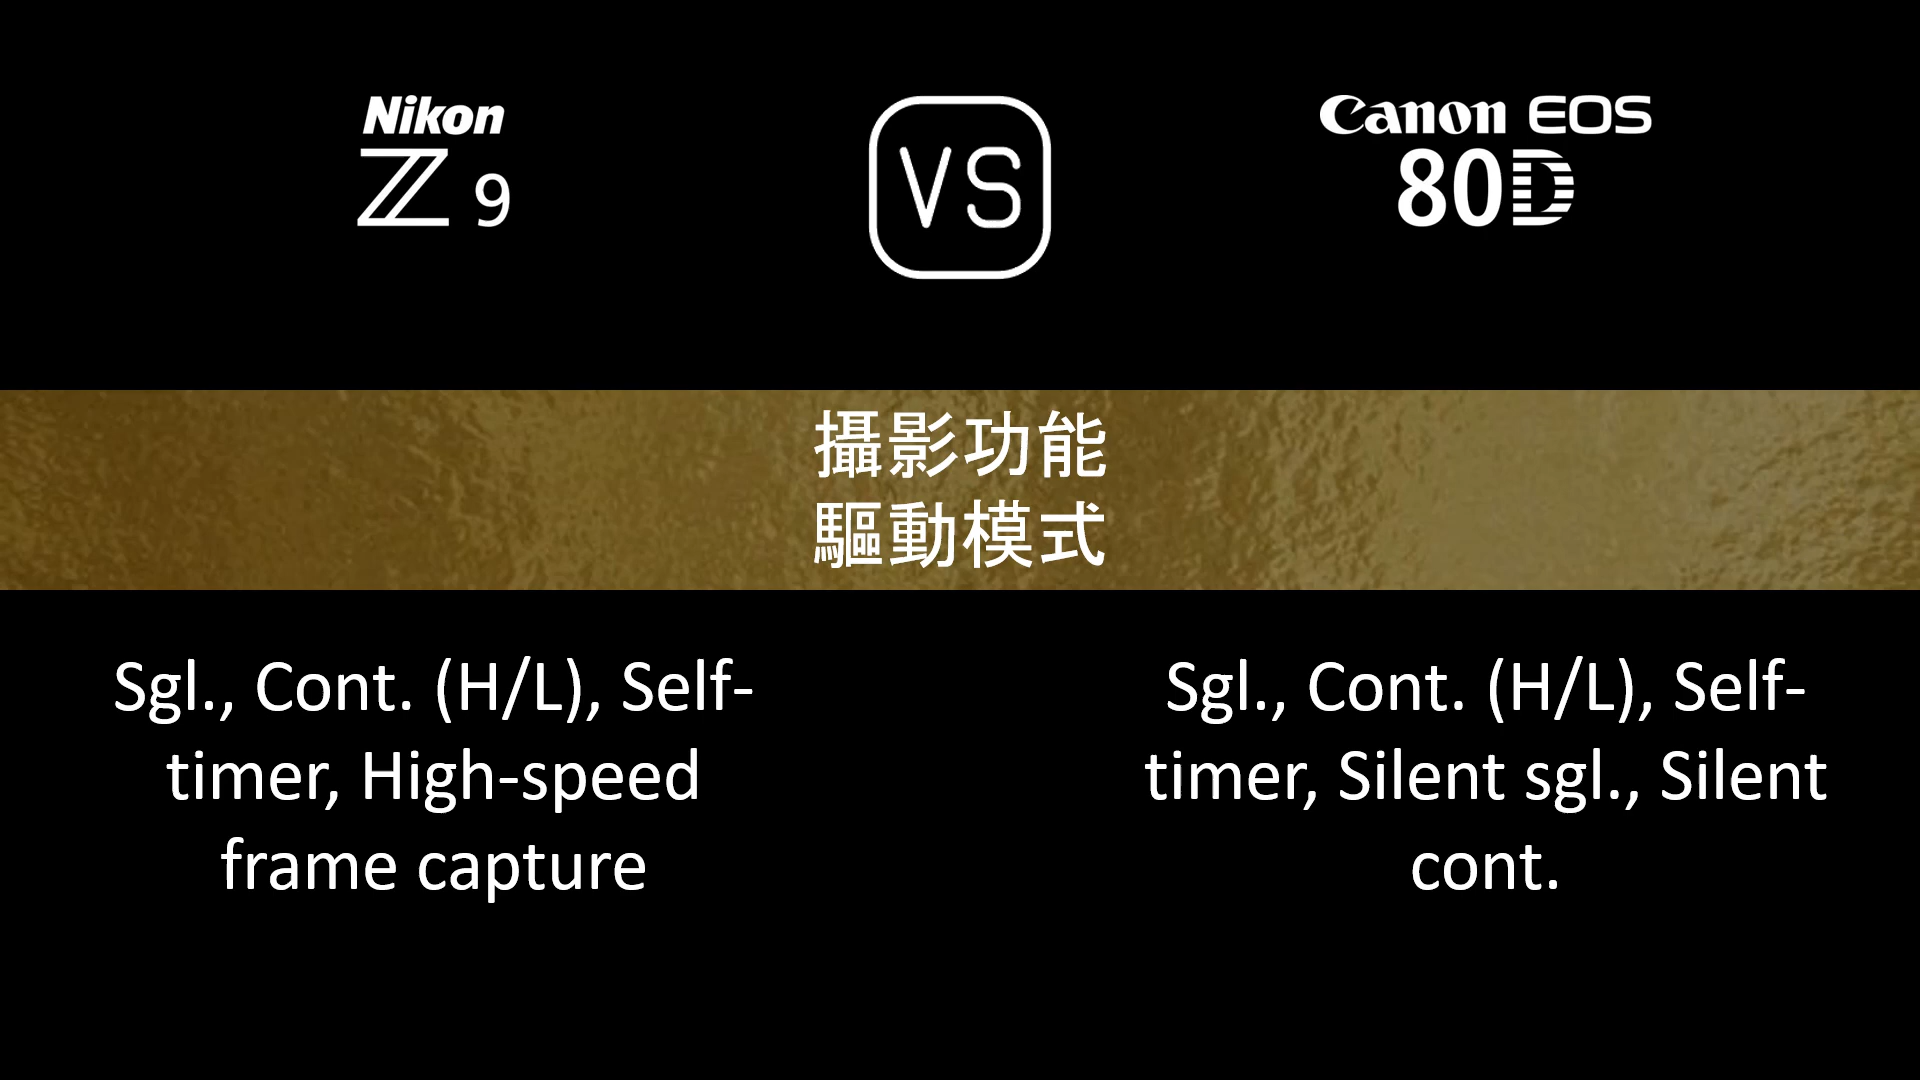 Nikon
Z 9
VS
Canon EOS
80D
攝影功能
驅動模式
Sgl., Cont. (H/L), Self-
timer, High-speed
frame capture
Sgl., Cont. (H/L), Self-
timer, Silent sgl., Silent
cont.